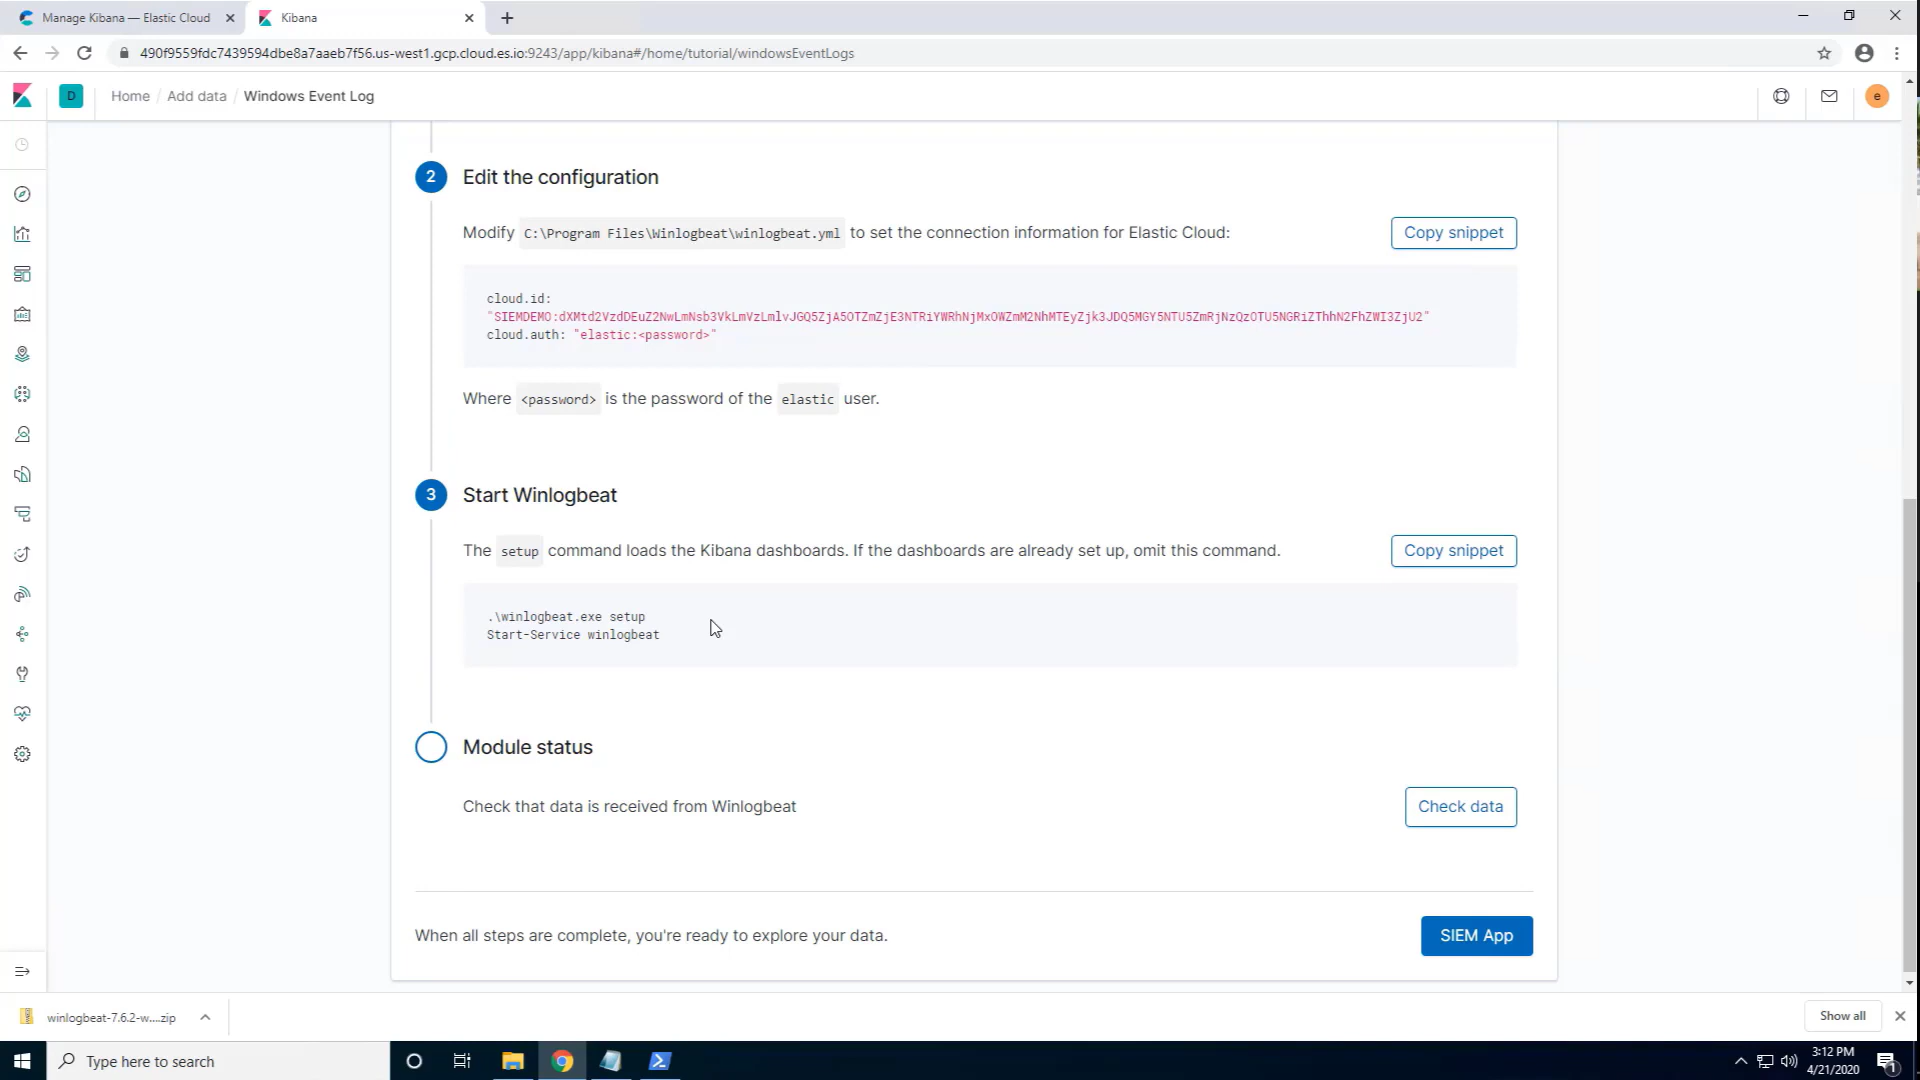 Manage Kibana — Elastic Cloud
Kibana
490f9559fdc7439594dbe8a7aaeb7f56.us-west1.gcp.cloud.es.io:9243/app/kibana#/home/tutorial/windowsEventLogs
D
Home / Add data / Windows Event Log
e
2
Edit the configuration
Modify C:\Program Files\Winlogbeat\winlogbeat.yml to set the connection information for Elastic Cloud:
Copy snippet
cloud.id:
"SIEMDEMO:dXMtd2VzdDEuZ2NwLmNsb3VkLmVzLmlvJGQ5ZjA5OTZmZjE3NTRiYWRhNjMxOWZmM2NhMTEyZjk3JDQ5MGY5NTU5ZmRjNzQzOTU5NGRiZThhN2FhZWI3ZjU2"
cloud.auth: "elastic:<password>"
Where <password> is the password of the elastic user.
3
Start Winlogbeat
The setup command loads the Kibana dashboards. If the dashboards are already set up, omit this command.
Copy snippet
.\winlogbeat.exe setup
Start-Service winlogbeat
Module status
Check that data is received from Winlogbeat
Check data
When all steps are complete, you're ready to explore your data.
SIEM App
winlogbeat-7.6.2-w....zip
Show all
Type here to search
3:12 PM
4/21/2020
1